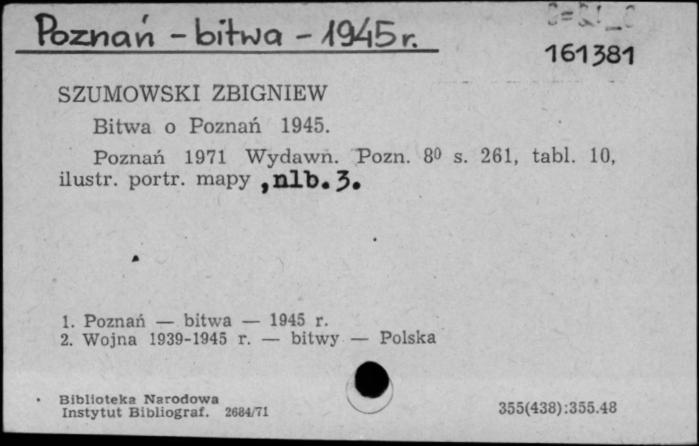 Poznań – bitwa – 1945 r.
161381
SZUMOWSKI ZBIGNIEW
Bitwa o Poznań 1945.
Poznań 1971 Wydawn. Pozn. 8⁰ s. 261, tabl. 10,
ilustr. portr. mapy , nlb. 3.
1. Poznań — bitwa — 1945 r.
2. Wojna 1939-1945 r. — bitwy — Polska
Biblioteka Narodowa
Instytut Bibliograf. 2684/71
355(438):355.48